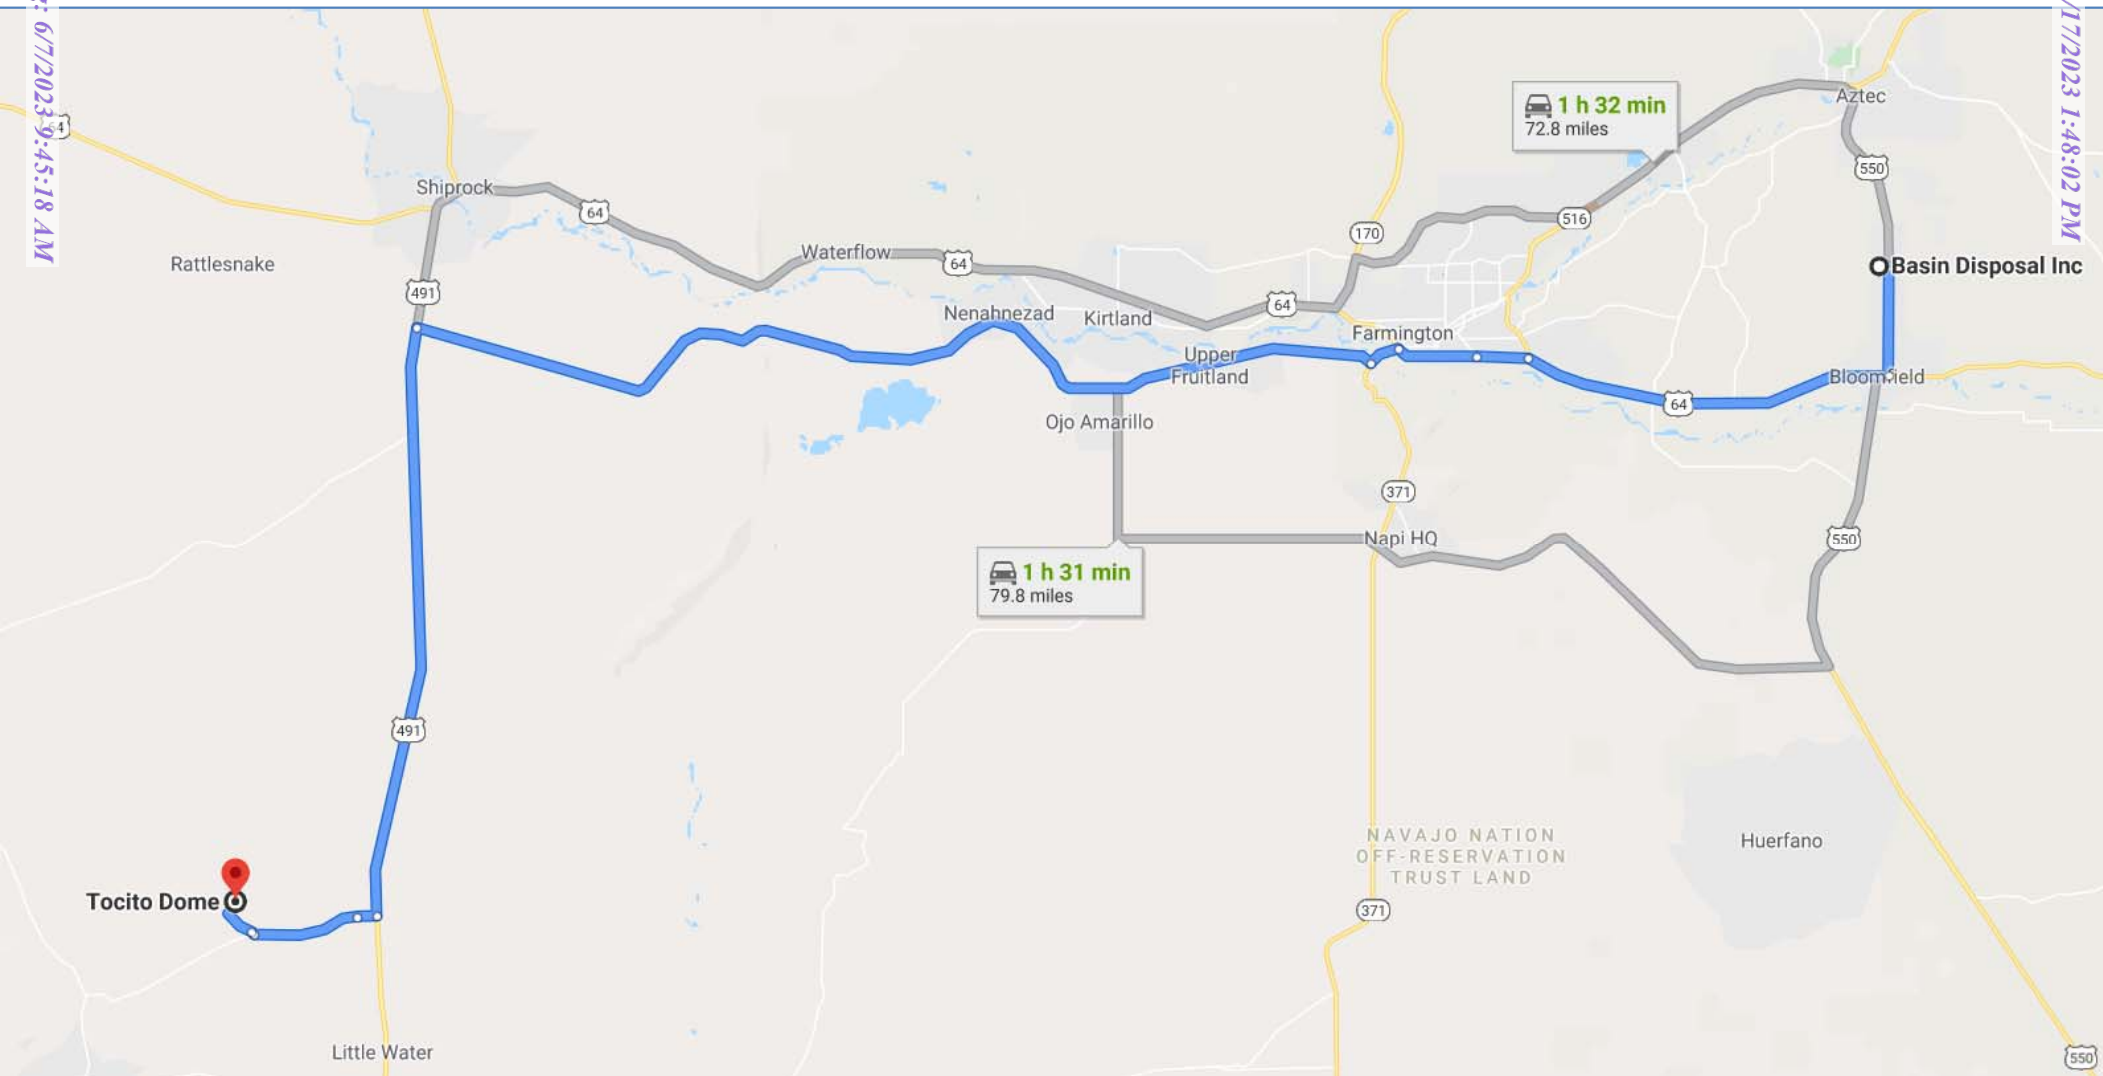 : 6/7/2023 9:45:18 AM
/17/2023 1:48:02 PM
64
Shiprock
64
Rattlesnake
491
Waterflow
64
Nenahnezad
Kirtland
64
170
516
1 h 32 min
72.8 miles
Aztec
550
Basin Disposal Inc
Farmington
Upper
Fruitland
Bloomfield
64
Ojo Amarillo
371
Napi HQ
550
1 h 31 min
79.8 miles
491
NAVAJO NATION
OFF-RESERVATION
TRUST LAND
Huerfano
Tocito Dome
371
Little Water
550